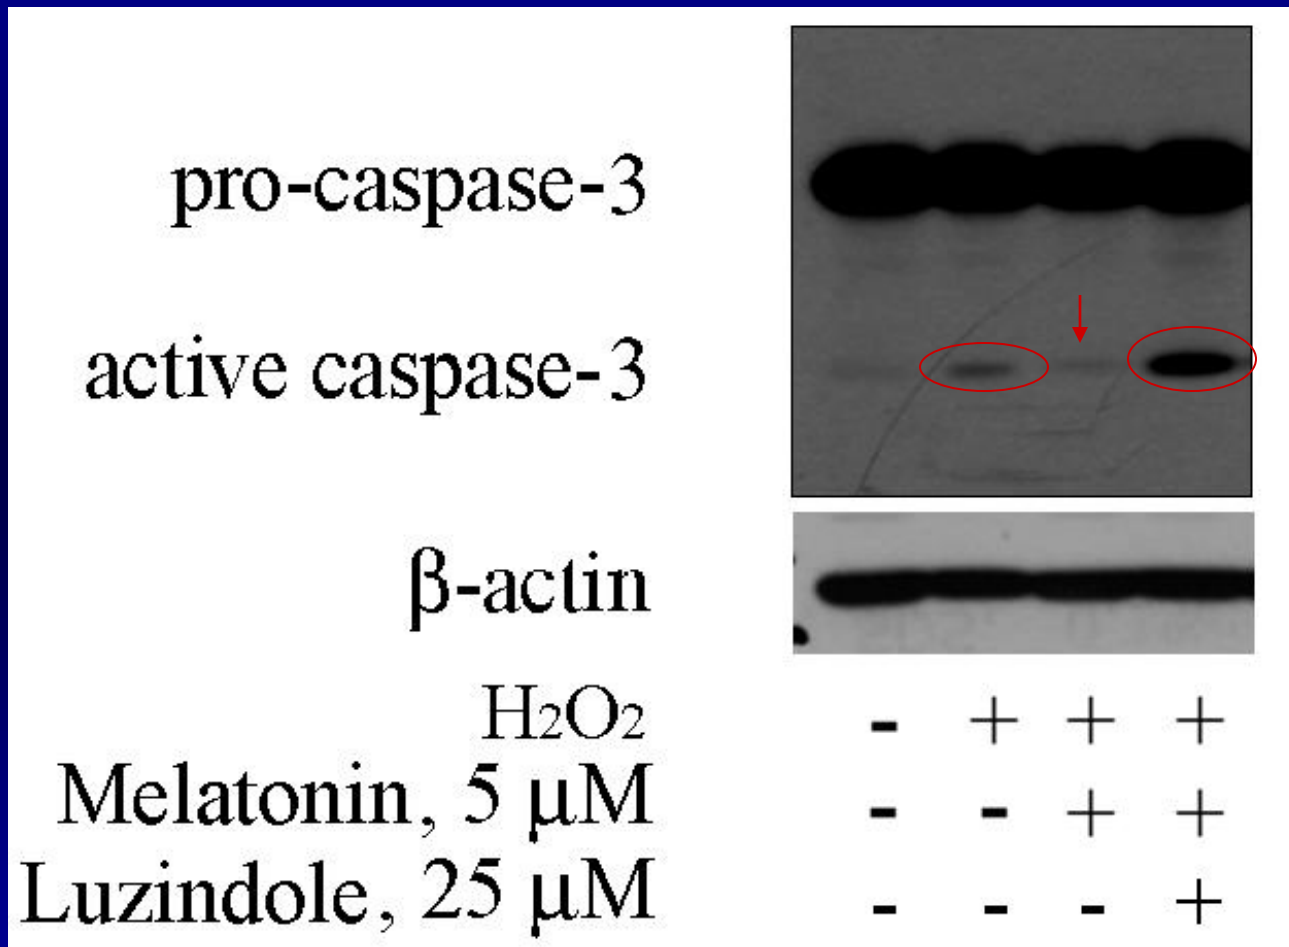 pro-caspase-3
active caspase-3
β-actin
H₂O₂ - + + +
Melatonin, 5 µM - - + +
Luzindole, 25 µM - - - +